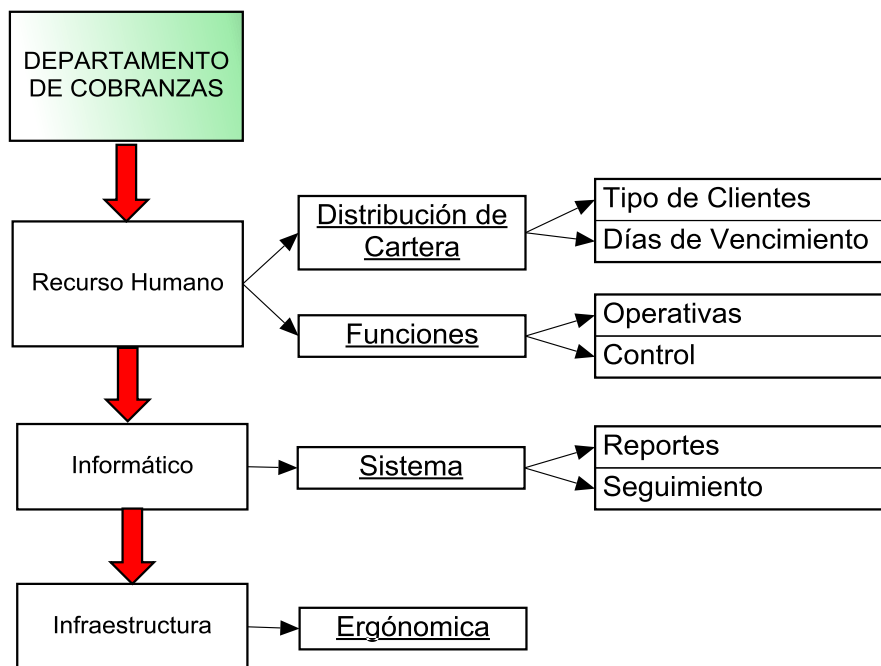 DEPARTAMENTO
DE COBRANZAS
Recurso Humano
Distribución de
Cartera
Tipo de Clientes
Días de Vencimiento
Funciones
Operativas
Control
Informático
Sistema
Reportes
Seguimiento
Infraestructura
Ergónomica